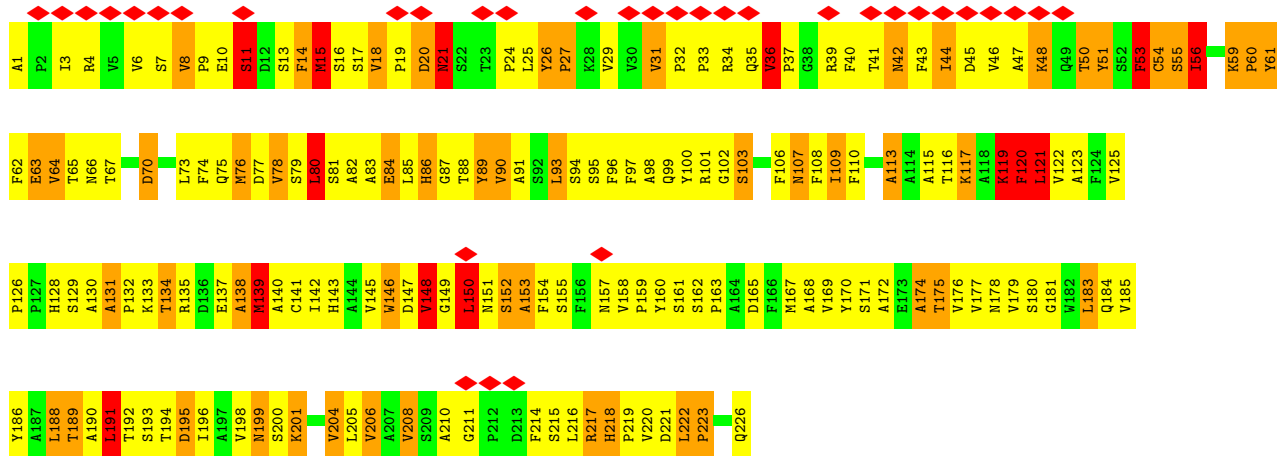 A1 P2 I3 R4 V5 V6 S7 V8 P9 E10 S11 D12 S13 F14 M15 S16 S17 V18 P19 D20 N21 S22 T23 P24 L25 Y26 P27 K28 V29 V30 V31 P32 P33 R34 Q35 V36 P37 G38 R39 F40 T41 N42 F43 I44 D45 V46 A47 K48 Q49 T50 Y51 S52 F53 C54 S55 I56 K59 P60 Y61
F62 E63 V64 T65 N66 T67 D70 L73 F74 Q75 M76 D77 V78 S79 L80 S81 A82 A83 E84 L85 H86 G87 T88 Y89 V90 A91 S92 L93 S94 S95 F96 F97 A98 Q99 Y100 R101 G102 S103 F106 N107 F108 I109 F110 A113 A114 A115 T116 K117 A118 K119 F120 L121 V122 A123 F124 V125
P126 P127 H128 S129 A130 A131 P132 K133 T134 R135 D136 E137 A138 M139 A140 C141 I142 H143 A144 V145 W146 D147 V148 G149 L150 N151 S152 A153 F154 S155 F156 N157 V158 P159 Y160 S161 S162 P163 A164 D165 F166 M167 A168 V169 Y170 S171 A172 E173 A174 T175 V176 V177 N178 V179 S180 G181 W182 L183 Q184 V185
Y186 A187 L188 T189 A190 L191 T192 S193 T194 D195 I196 A197 V198 N199 S200 K201 V204 L205 V206 A207 V208 S209 A210 G211 P212 D213 F214 S215 L216 R217 H218 P219 V220 D221 L222 P223 Q226